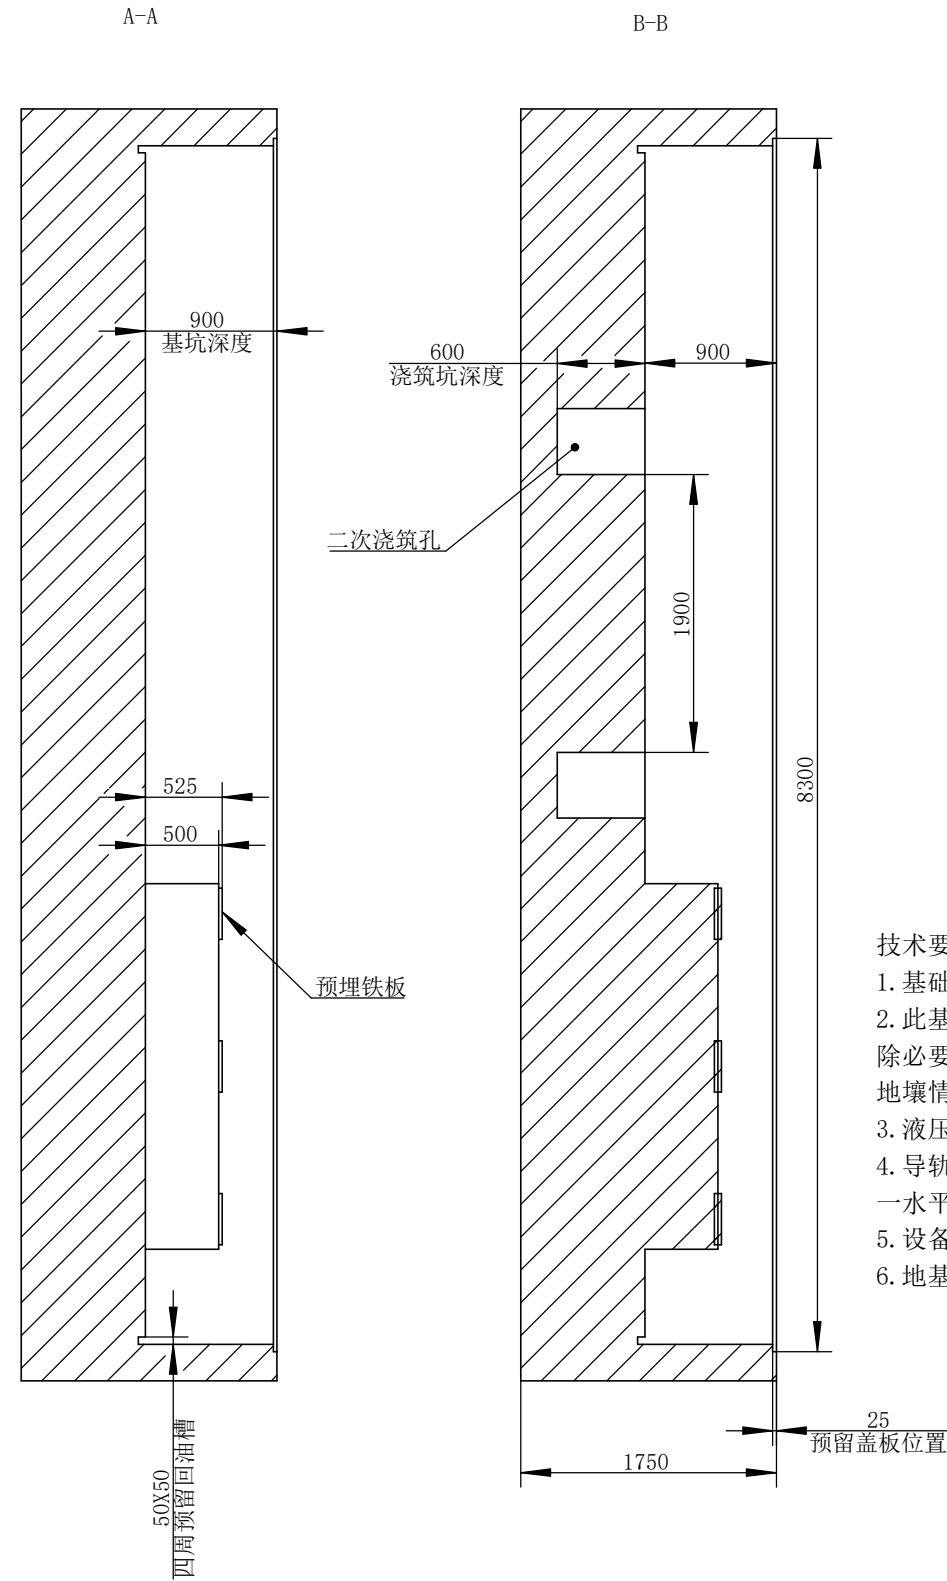 A-A
B-B
900
基坑深度
600
浇筑坑深度
900
二次浇筑孔
1900
8300
525
500
预埋铁板
技术要
1.基础
2.此基
除必要
地壤情
3.液压
4.导轨
一水平
5.设备
6.地基
50X50
四周预留回油槽
25
预留盖板位置
1750